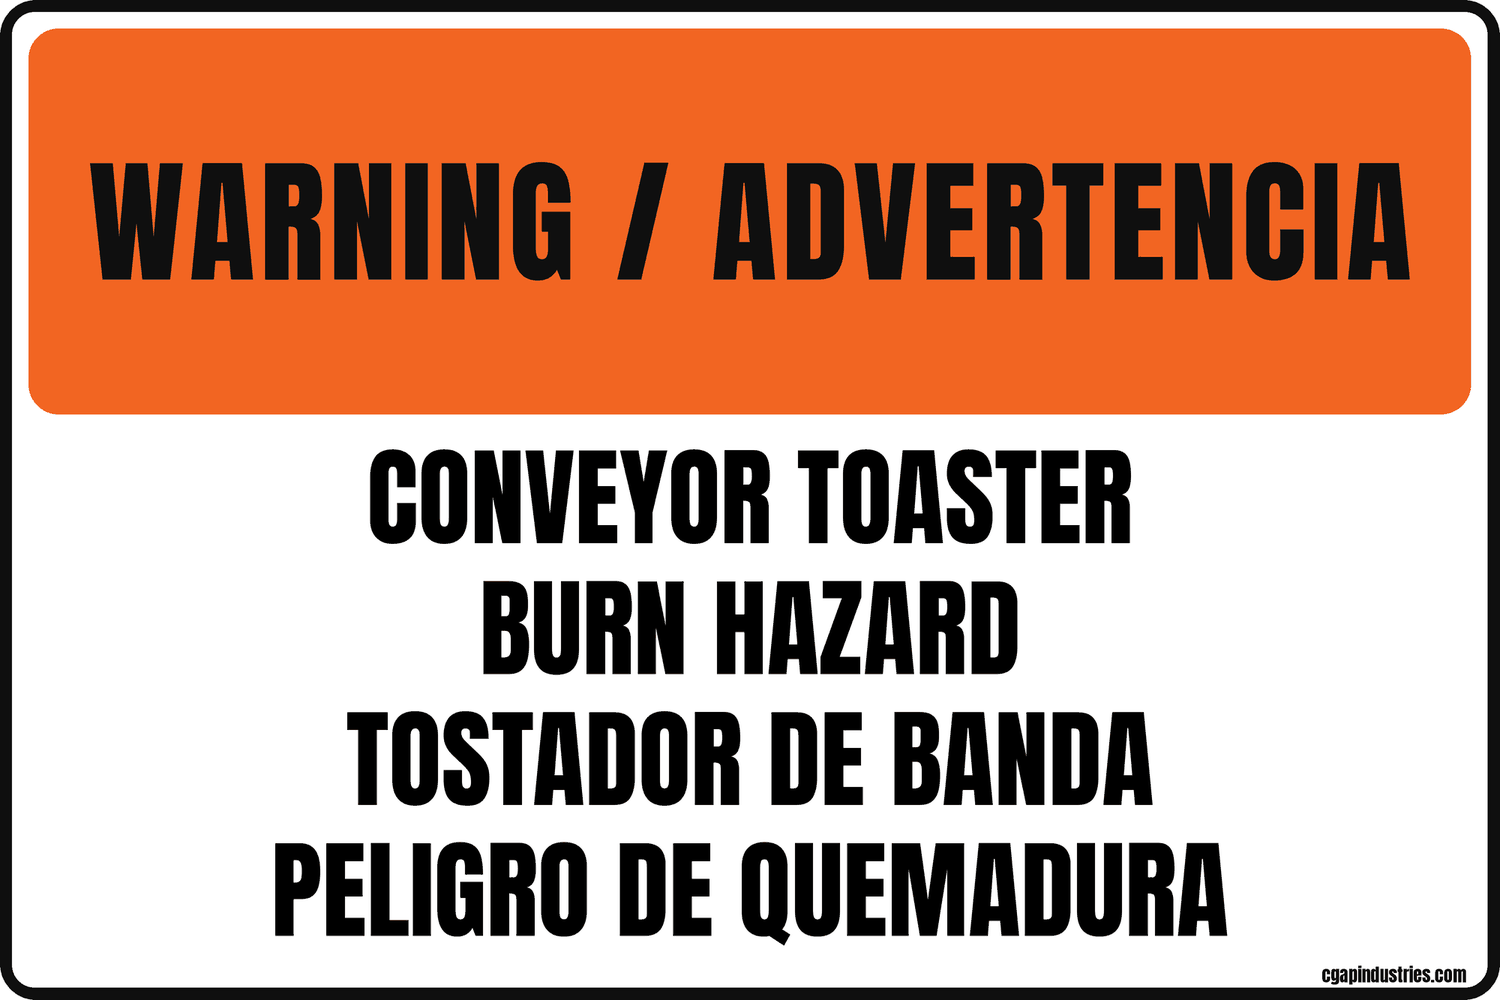 WARNING / ADVERTENCIA
CONVEYOR TOASTER
BURN HAZARD
TOSTADOR DE BANDA
PELIGRO DE QUEMADURA
cgapindustries.com